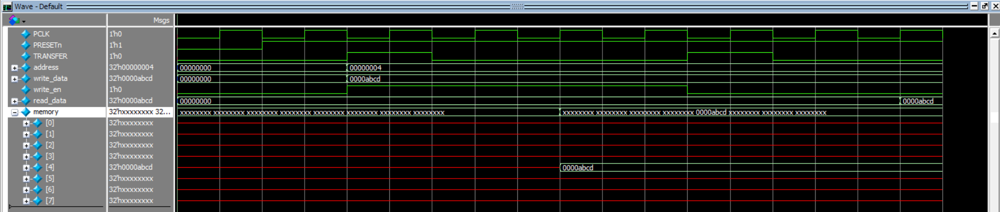 Wave - Default
Msgs
PCLK 1'h0
PRESETn 1'h1
TRANSFER 1'h0
address 32'h00000004 00000000 00000004
write_data 32'h0000abcd 00000000 0000abcd
write_en 1'h0
read_data 32'h0000abcd 00000000 0000abcd
memory 32'hxxxxxxxx 32... xxxxxxxx xxxxxxxx xxxxxxxx xxxxxxxx xxxxxxxx xxxxxxxx xxxxxxxx xxxxxxxx xxxxxxxx xxxxxxxx xxxxxxxx xxxxxxxx 0000abcd xxxxxxxx xxxxxxxx xxxxxxxx
[0] 32'hxxxxxxxx
[1] 32'hxxxxxxxx
[2] 32'hxxxxxxxx
[3] 32'hxxxxxxxx
[4] 32'h0000abcd 0000abcd
[5] 32'hxxxxxxxx
[6] 32'hxxxxxxxx
[7] 32'hxxxxxxxx